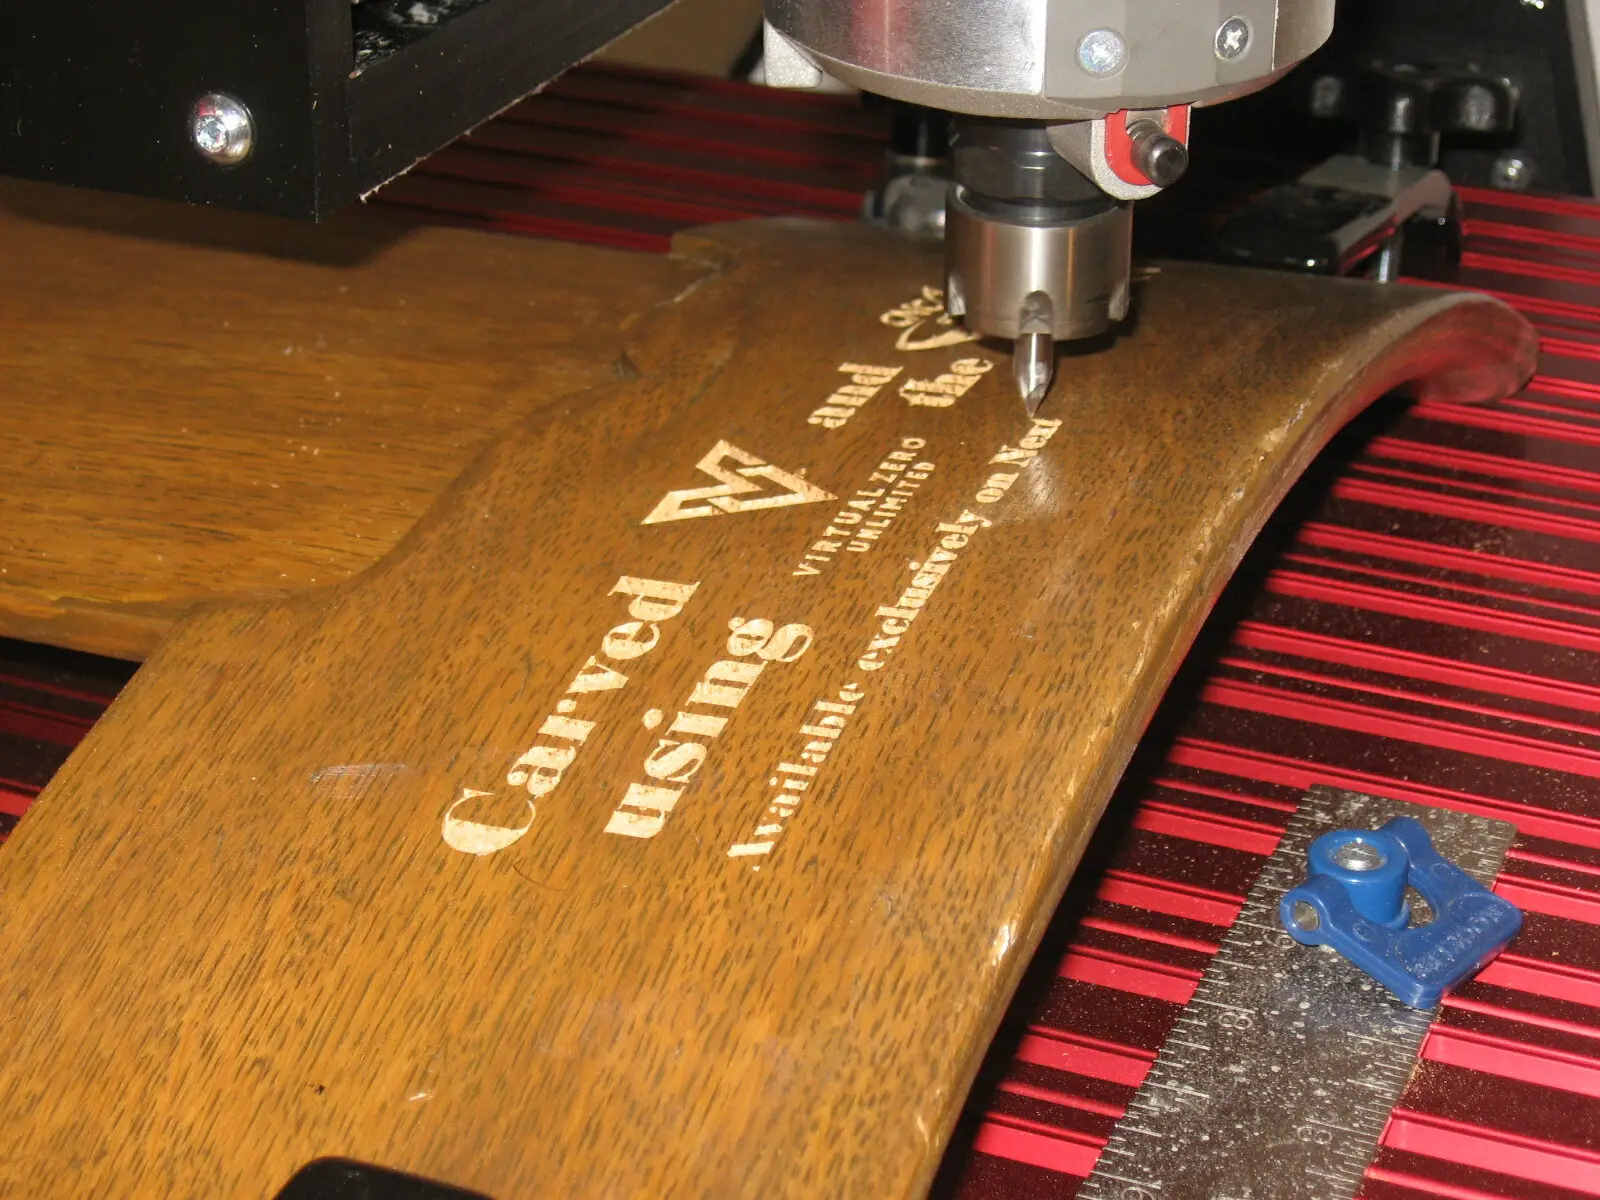 Carved
and
using
the
VIRTUAL ZERO
UNLIMITED
Available exclusively on Next